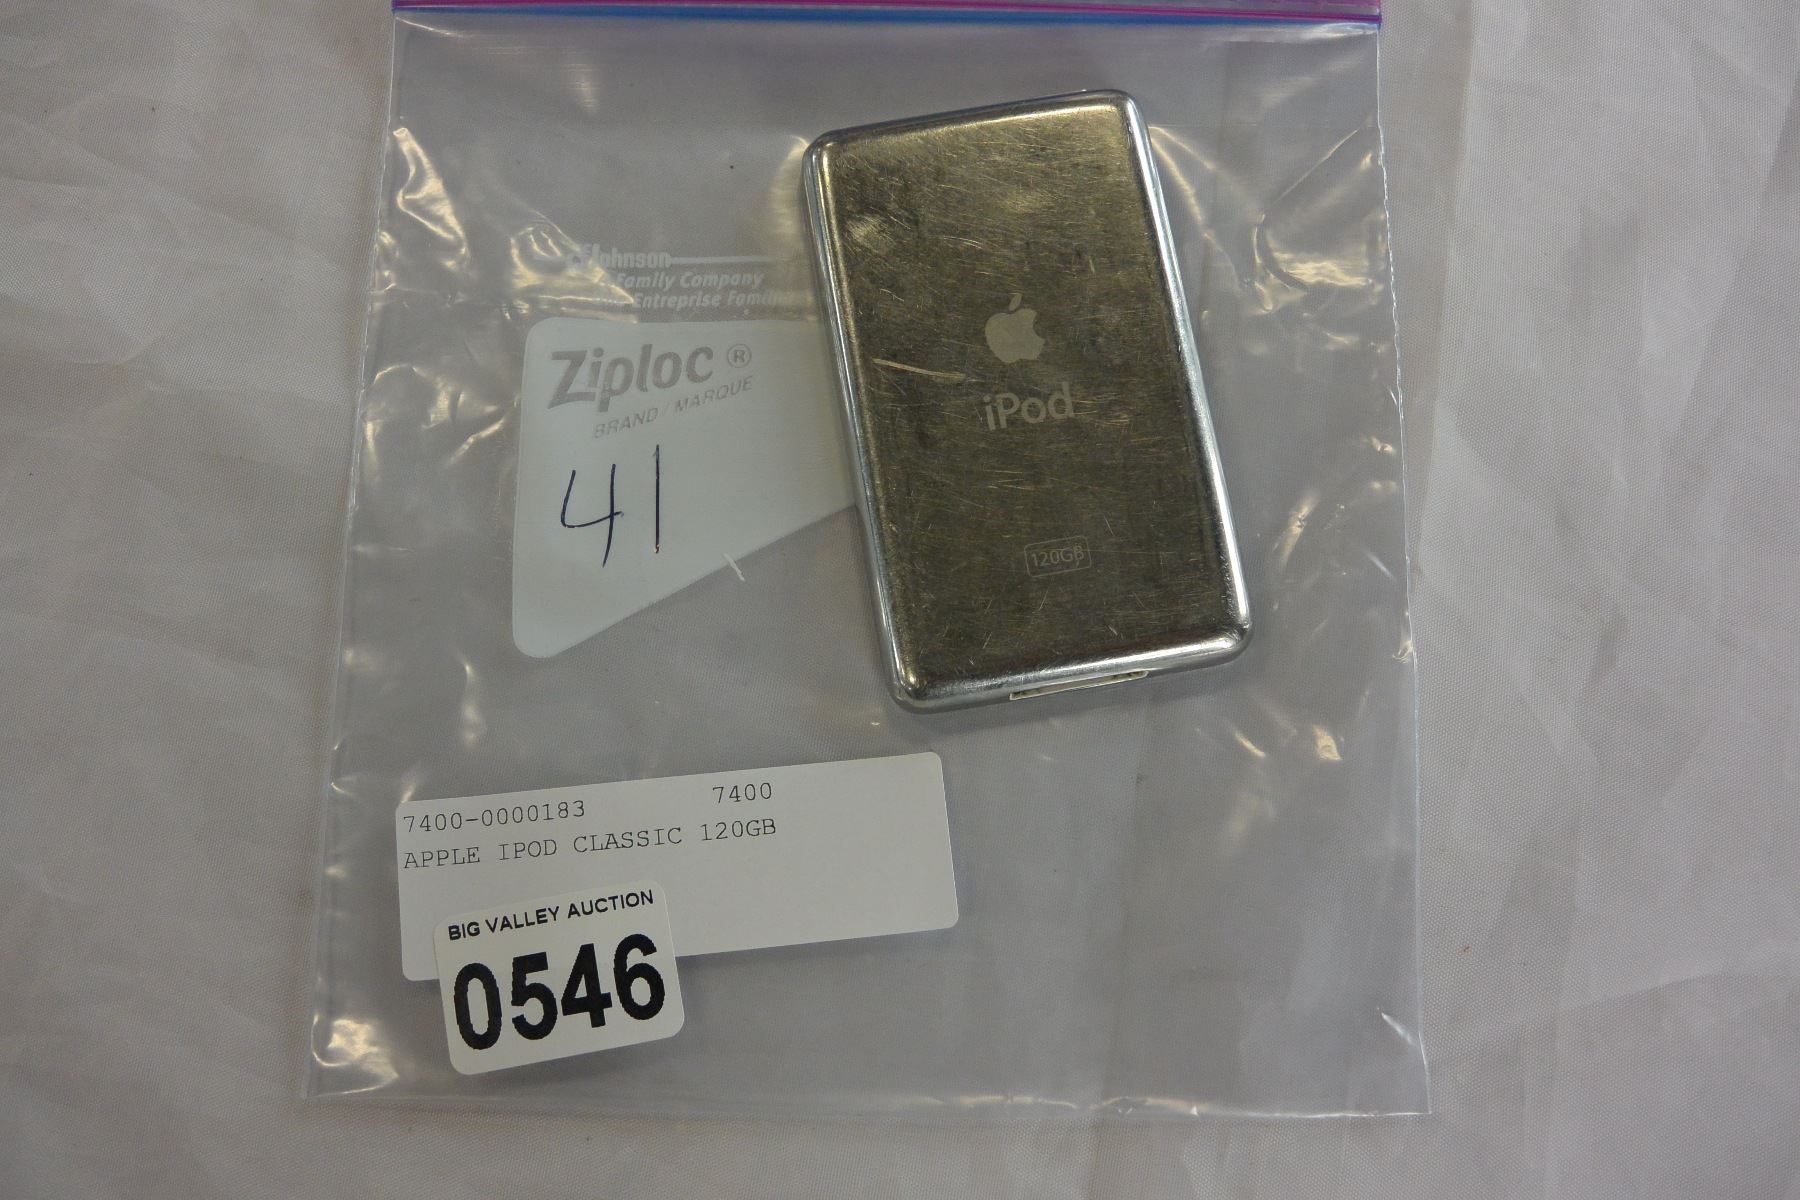 Johnson
Family Company
Entreprise
Ziploc ®
BRAND / MARQUE
41
iPod
120GB
7400-0000183 7400
APPLE IPOD CLASSIC 120GB
BIG VALLEY AUCTION
0546